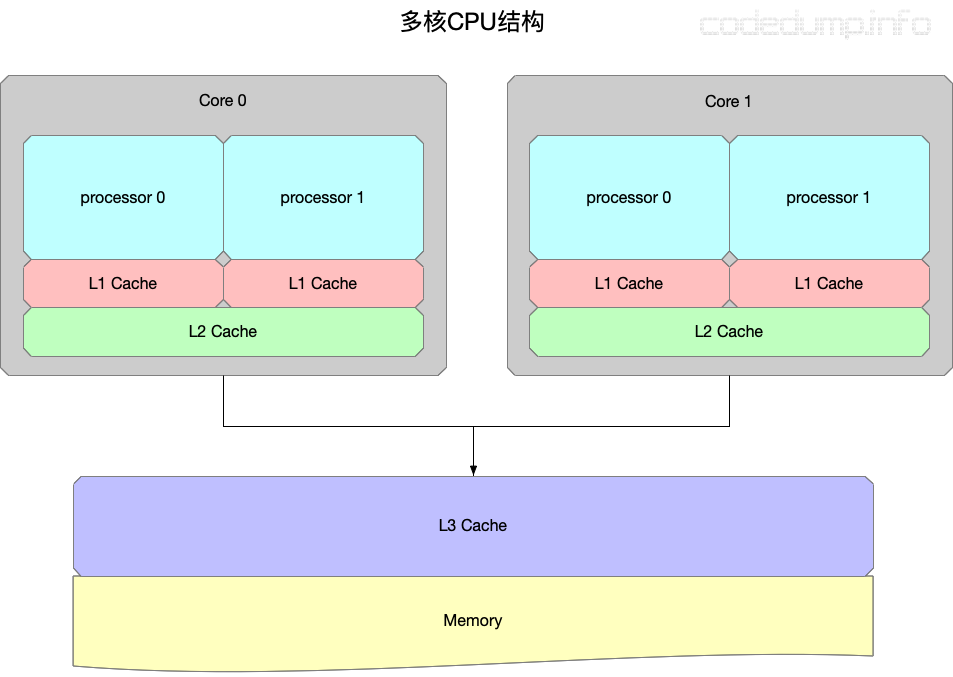 多核CPU结构
codedump.info
Core 0
Core 1
processor 0
processor 1
processor 0
processor 1
L1 Cache
L1 Cache
L1 Cache
L1 Cache
L2 Cache
L2 Cache
L3 Cache
Memory